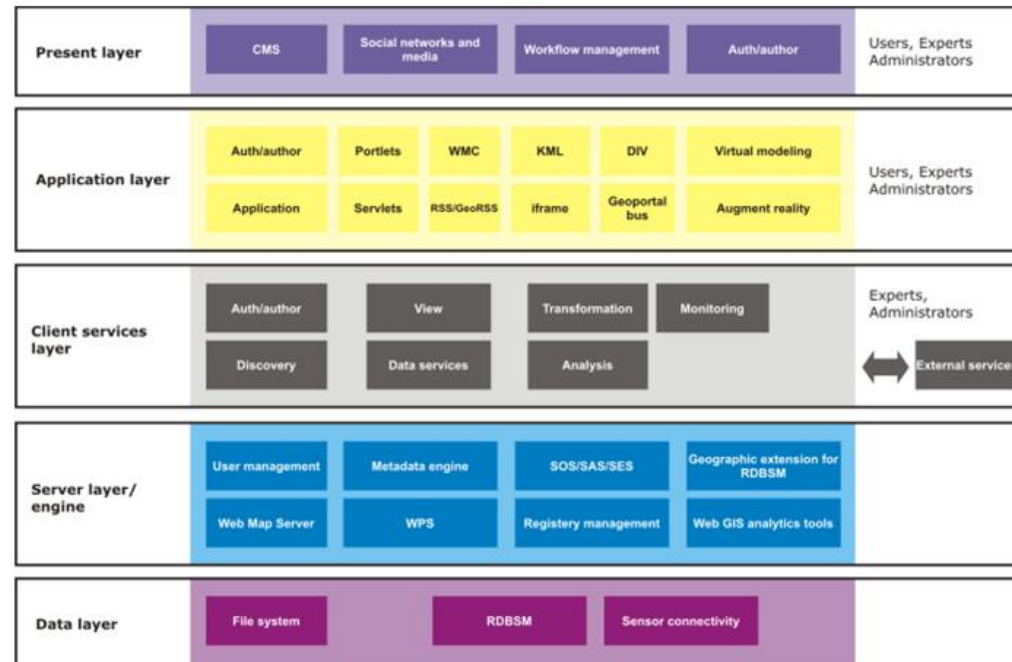 Present layer
CMS
Social networks and
media
Workflow management
Auth/author
Users, Experts
Administrators
Application layer
Auth/author
Portlets
WMC
KML
DIV
Virtual modeling
Application
Servlets
RSS/GeoRSS
iframe
Geoportal
bus
Augment reality
Users, Experts
Administrators
Client services
layer
Auth/author
View
Transformation
Monitoring
Discovery
Data services
Analysis
Experts,
Administrators
External service
Server layer/
engine
User management
Metadata engine
SOS/SAS/SES
Geographic extension for
RDBSM
Web Map Server
WPS
Registery management
Web GIS analytics tools
Data layer
File system
RDBSM
Sensor connectivity